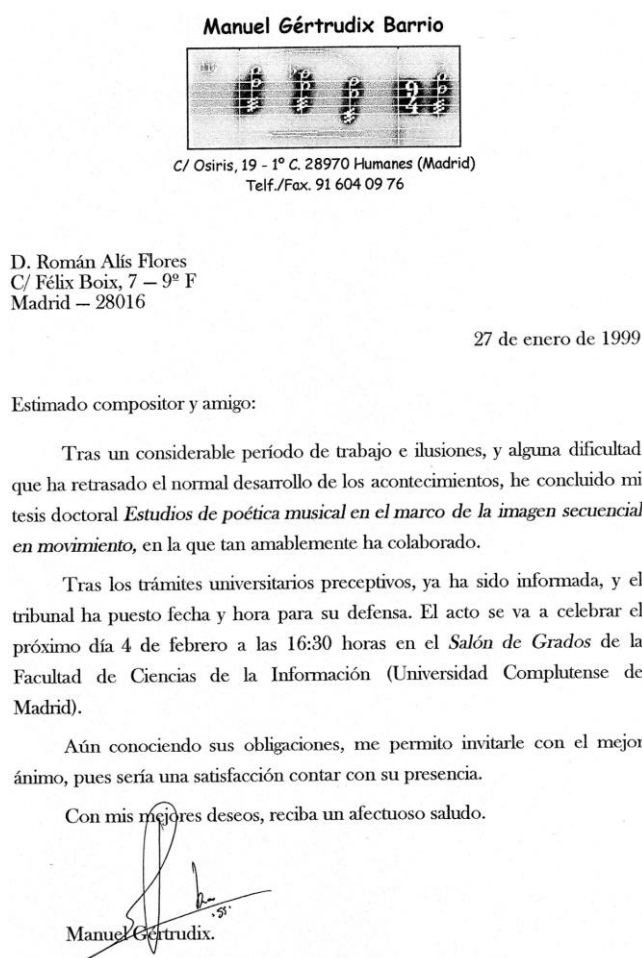 Manuel Gértrudix Barrio
9
4
C/ Osiris, 19 - 1º C. 28970 Humanes (Madrid)
Telf./Fax. 91 604 09 76
D. Román Alís Flores
C/ Félix Boix, 7 – 9º F
Madrid – 28016
27 de enero de 1999
Estimado compositor y amigo:
Tras un considerable período de trabajo e ilusiones, y alguna dificultad
que ha retrasado el normal desarrollo de los acontecimientos, he concluido mi
tesis doctoral Estudios de poética musical en el marco de la imagen secuencial
en movimiento, en la que tan amablemente ha colaborado.
Tras los trámites universitarios preceptivos, ya ha sido informada, y el
tribunal ha puesto fecha y hora para su defensa. El acto se va a celebrar el
próximo día 4 de febrero a las 16:30 horas en el Salón de Grados de la
Facultad de Ciencias de la Información (Universidad Complutense de
Madrid).
Aún conociendo sus obligaciones, me permito invitarle con el mejor
ánimo, pues sería una satisfacción contar con su presencia.
Con mis mejores deseos, reciba un afectuoso saludo.
Manuel Gértrudix.